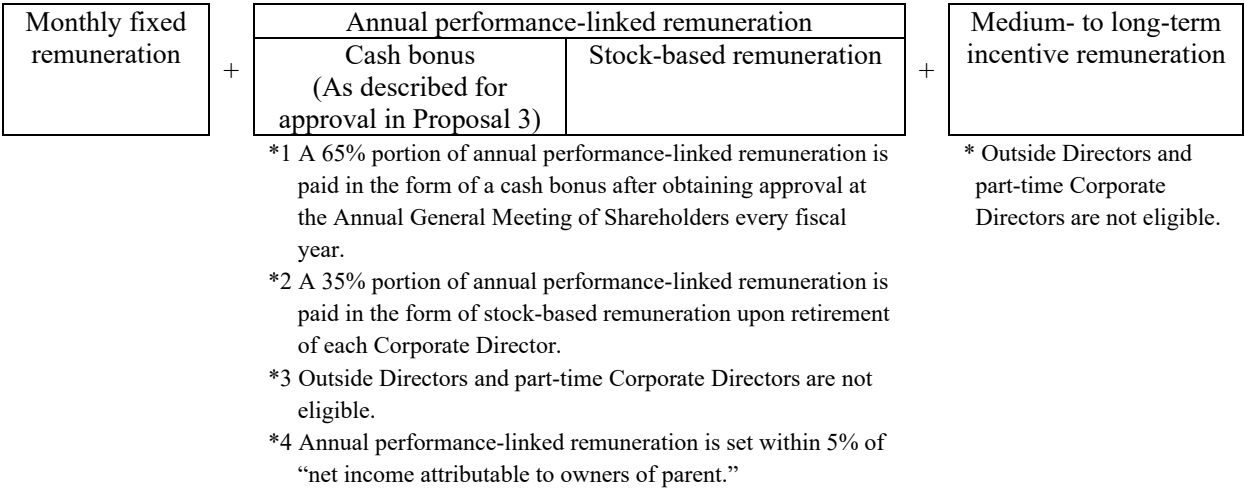 Monthly fixed
remuneration
+
Annual performance-linked remuneration
Cash bonus
(As described for
approval in Proposal 3)
Stock-based remuneration
+
Medium- to long-term
incentive remuneration
*1 A 65% portion of annual performance-linked remuneration is
paid in the form of a cash bonus after obtaining approval at
the Annual General Meeting of Shareholders every fiscal
year.
*2 A 35% portion of annual performance-linked remuneration is
paid in the form of stock-based remuneration upon retirement
of each Corporate Director.
*3 Outside Directors and part-time Corporate Directors are not
eligible.
*4 Annual performance-linked remuneration is set within 5% of
“net income attributable to owners of parent.”
* Outside Directors and
part-time Corporate
Directors are not eligible.